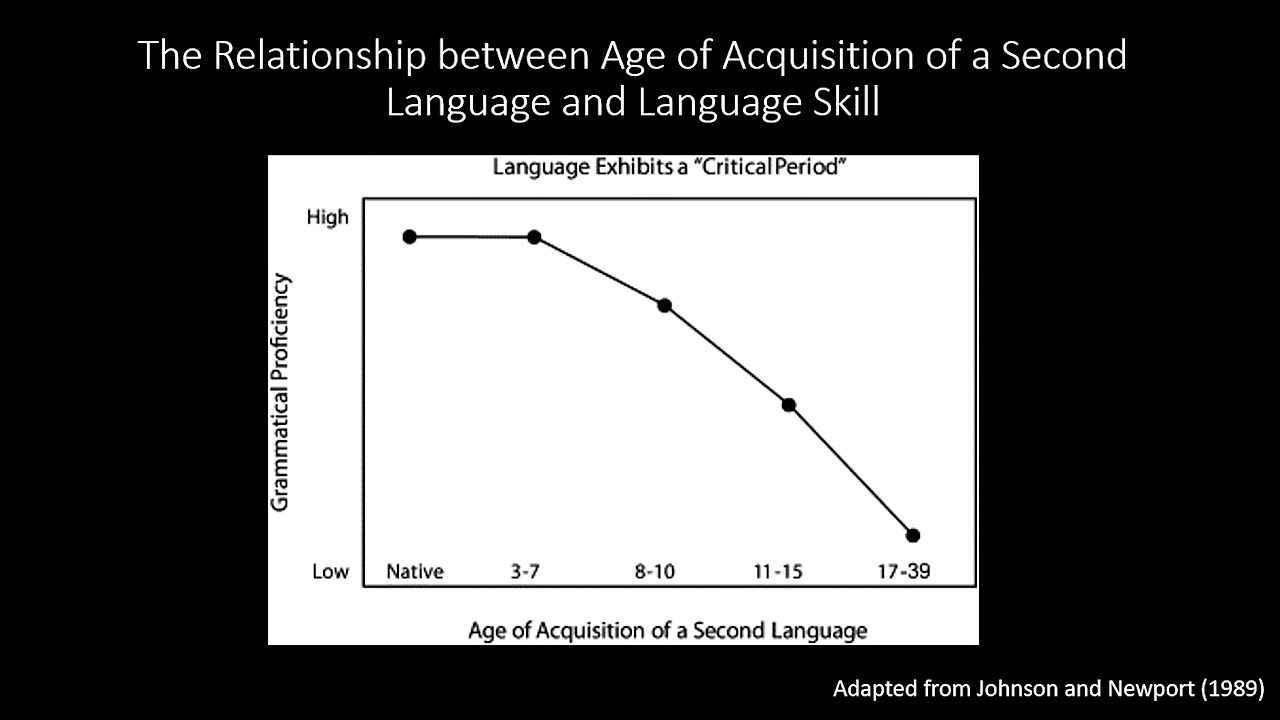 The Relationship between Age of Acquisition of a Second
Language and Language Skill
Language Exhibits a “Critical Period”
High
Grammatical Proficiency
Low
Native
3-7
8-10
11-15
17-39
Age of Acquisition of a Second Language
Adapted from Johnson and Newport (1989)